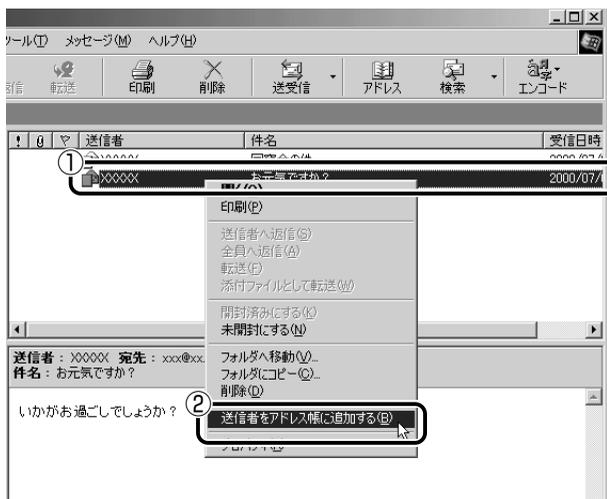 ツール(T) メッセージ(M) ヘルプ(H)
転送 印刷 削除 送受信 アドレス 検索 エンコード
! 送信者 件名 受信日時
①
XXXXX お元気ですか? 2000/07/
印刷(P)
送信者へ返信(S)
全員へ返信(A)
転送(F)
添付ファイルとして転送(W)
開封済みにする(K)
未開封にする(N)
フォルダへ移動(V)...
フォルダにコピー(C)...
削除(D)
②
送信者をアドレス帳に追加する(B)
送信者: XXXXX 宛先: xxx@xx
件名: お元気ですか?
いかがお過ごしでしょうか?